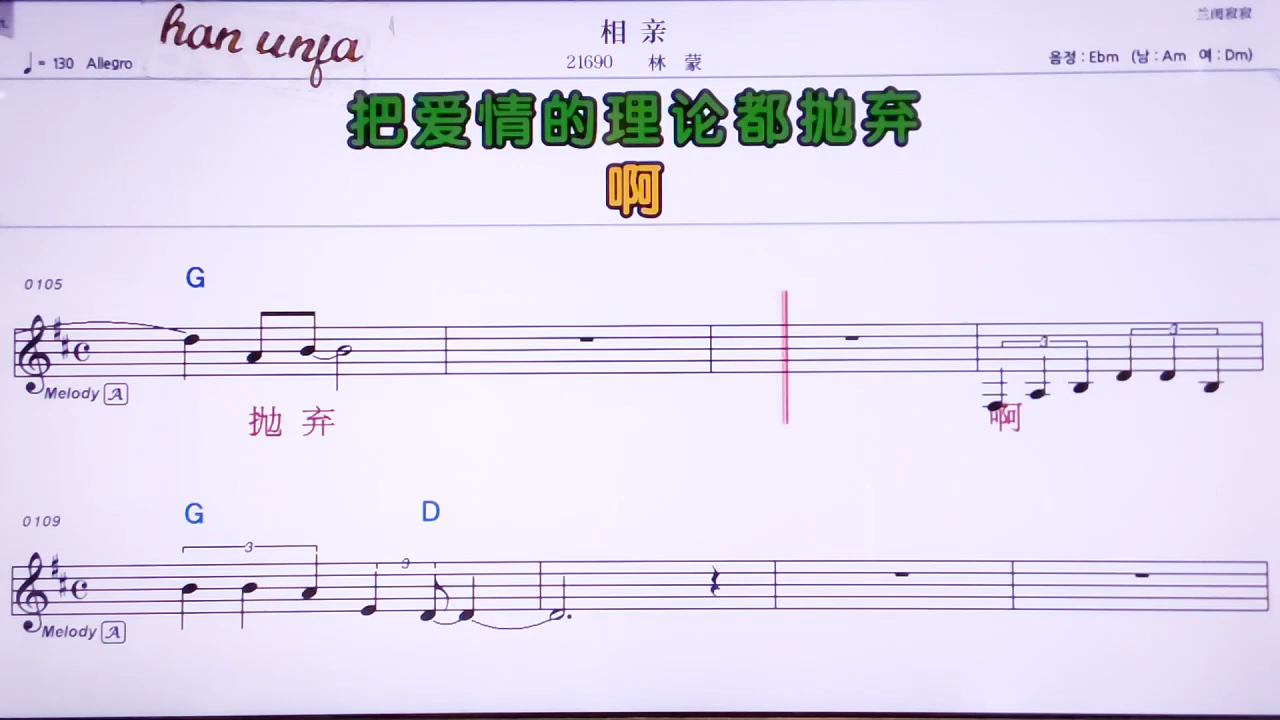 han unfa
相亲
♩= 130 Allegro
21690 林 蒙
음정 : Ebm (남 : Am 여 : Dm)
把爱情的理论都抛弃
啊
0105
G
3
3
Melody A
抛 弃
啊
0109
G
D
3
3
Melody A